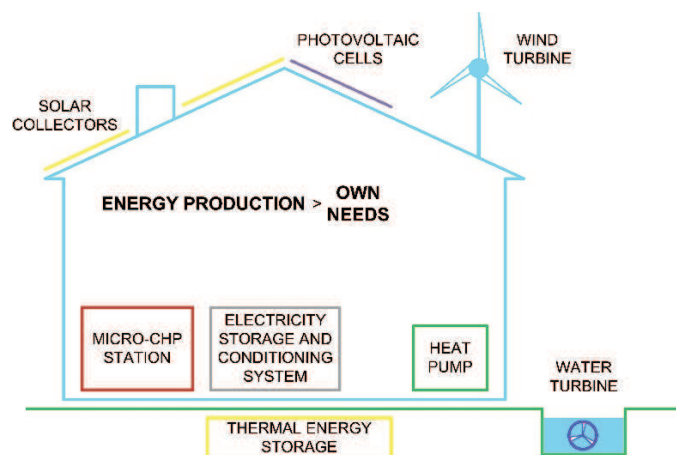 PHOTOVOLTAIC
CELLS
WIND
TURBINE
SOLAR
COLLECTORS
ENERGY PRODUCTION > OWN
NEEDS
MICRO-CHP
STATION
ELECTRICITY
STORAGE AND
CONDITIONING
SYSTEM
HEAT
PUMP
WATER
TURBINE
THERMAL ENERGY
STORAGE